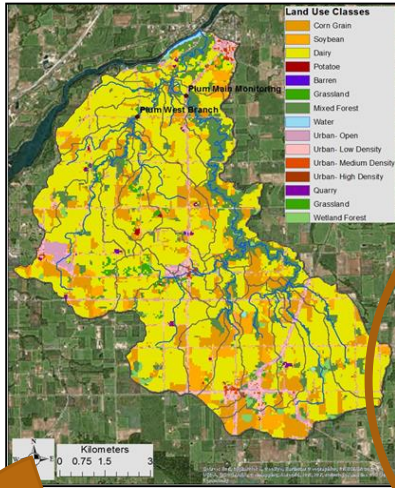 Land Use Classes
Corn Grain
Soybean
Dairy
Potatoe
Barren
Grassland
Mixed Forest
Water
Urban- Open
Urban- Low Density
Urban- Medium Density
Urban- High Density
Quarry
Grassland
Wetland Forest
Plum Main Monitoring
Plum West Branch
N
Kilometers
0 0.75 1.5 3